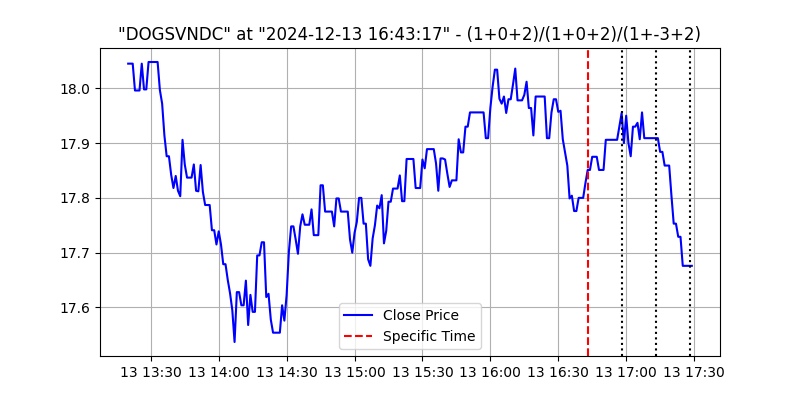 "DOGSVNDC" at "2024-12-13 16:43:17" - (1+0+2)/(1+0+2)/(1+-3+2)
18.0
17.9
17.8
17.7
17.6
Close Price
Specific Time
13 13:30 13 14:00 13 14:30 13 15:00 13 15:30 13 16:00 13 16:30 13 17:00 13 17:30